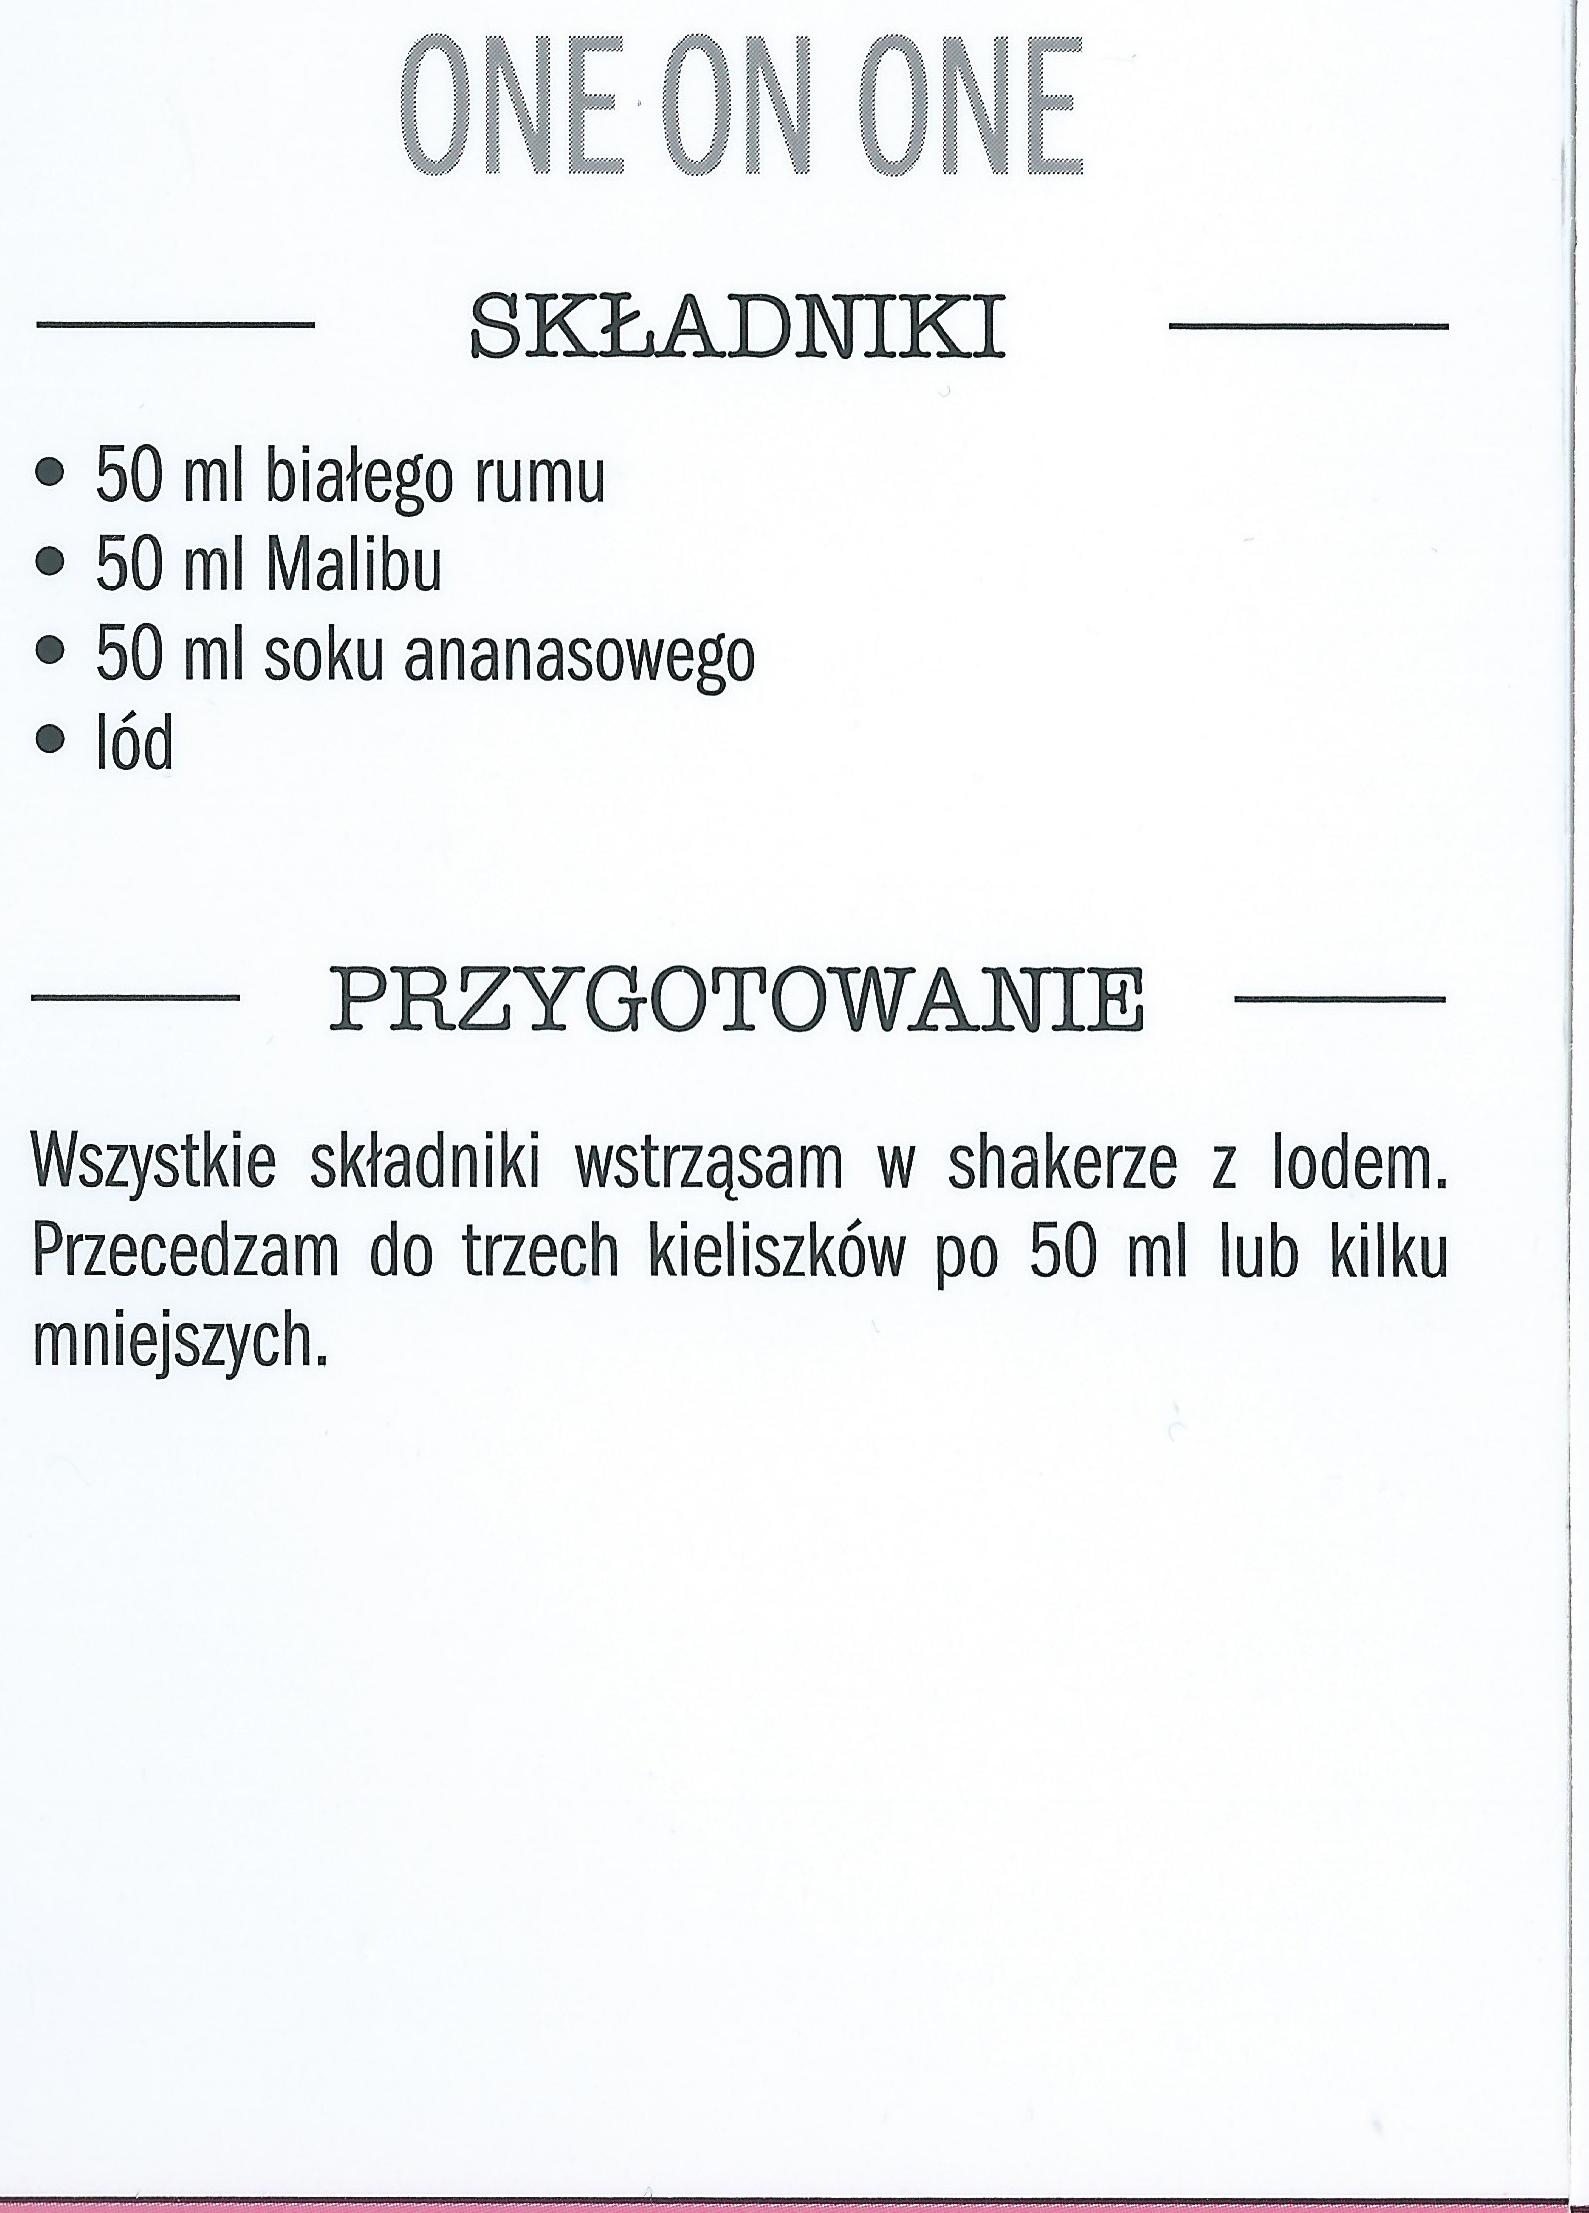 ONE ON ONE
SKŁADNIKI
• 50 ml białego rumu
• 50 ml Malibu
• 50 ml soku ananasowego
• lód
PRZYGOTOWANIE
Wszystkie składniki wstrząsam w shakerze z lodem.
Przecedzam do trzech kieliszków po 50 ml lub kilku
mniejszych.